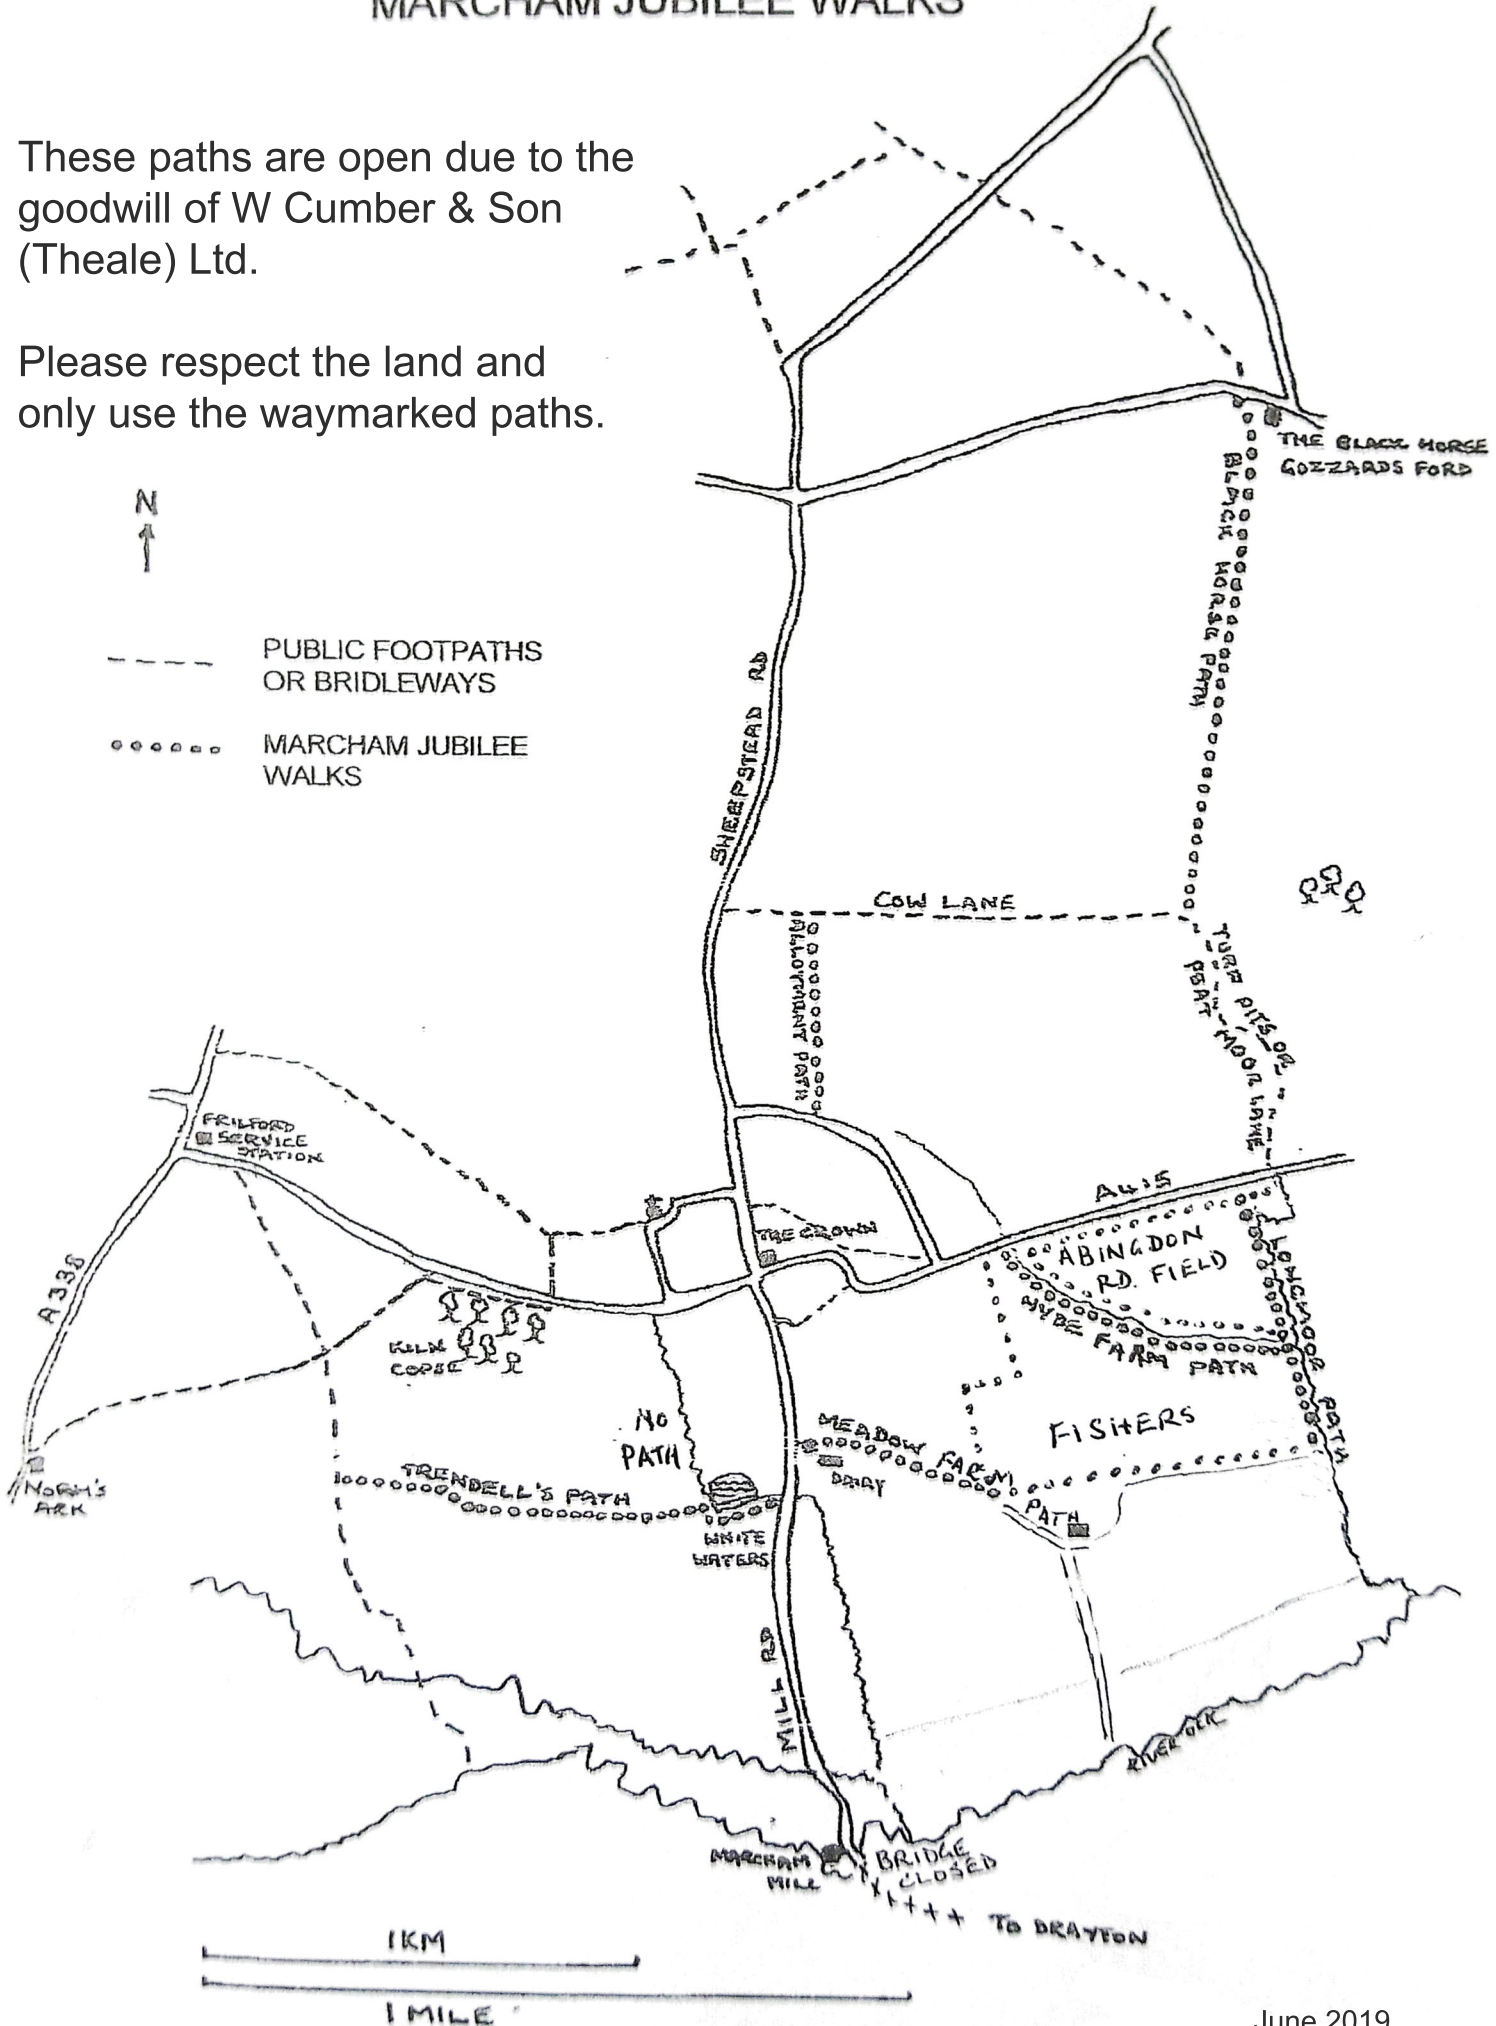 MARCHAM JUBILEE WALKS
These paths are open due to the
goodwill of W Cumber & Son
(Theale) Ltd.
Please respect the land and
only use the waymarked paths.
N
PUBLIC FOOTPATHS
OR BRIDLEWAYS
MARCHAM JUBILEE
WALKS
THE BLACK HORSE
GOZZARDS FORD
BLACK HORSE PATH
SHEEPSTEAD RD
COW LANE
ALLOTMENT PATH
TURF PITS OR
PEAT MOOR LANE
FRILFORD
SERVICE
STATION
A338
A415
THE CROWN
ABINGDON
RD. FIELD
HYDE FARM PATH
KILN
COPSE
NO
PATH
FISHERS
MEADOW FARM
PATH
DAIRY
TRENDELL'S PATH
WHITE
WATERS
NORM'S
ARK
MILL RD
RIVER OCK
MARCHAM
MILL
BRIDGE
CLOSED
TO DRAYTON
1KM
1 MILE
June 2019